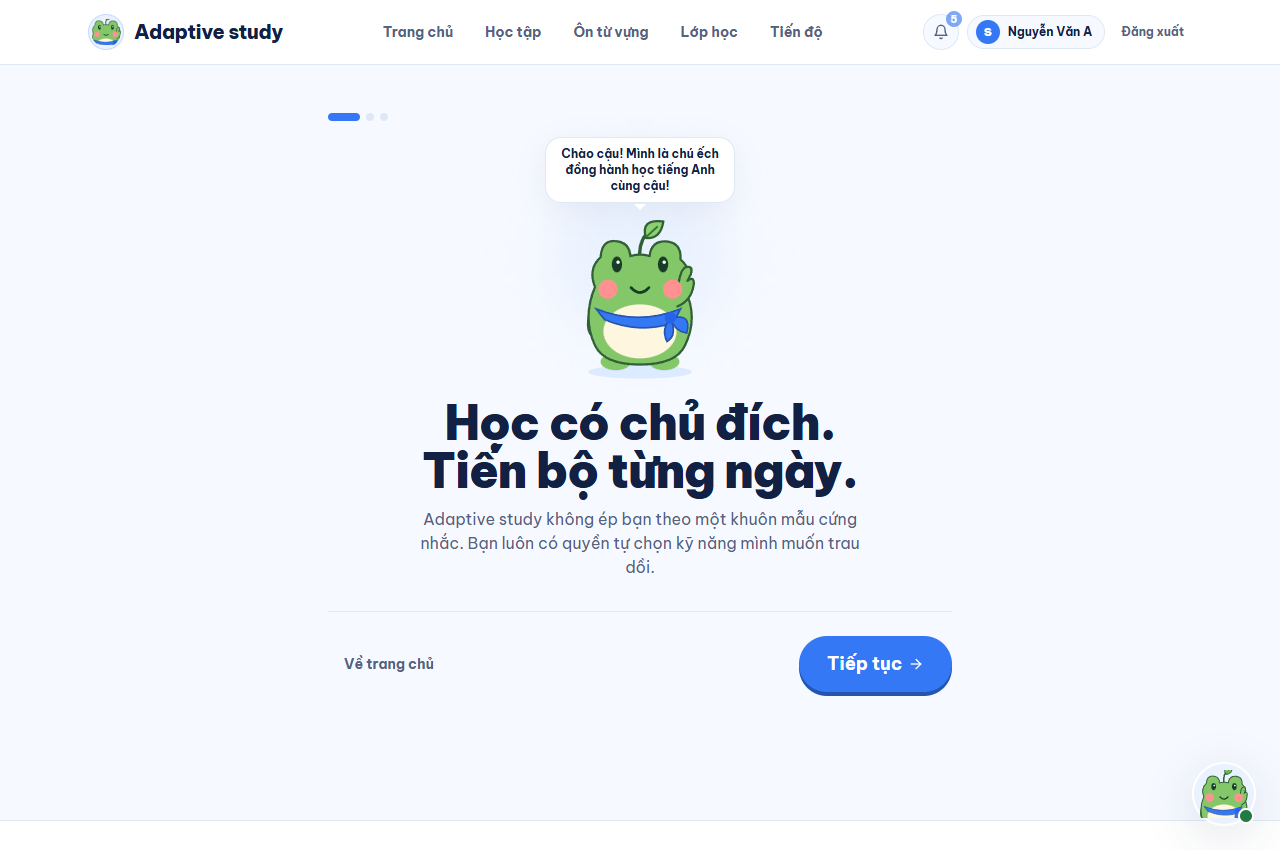 Adaptive study
Trang chủ
Học tập
Ôn từ vựng
Lớp học
Tiến độ
5
S
Nguyễn Văn A
Đăng xuất
Chào cậu! Mình là chú ếch
đồng hành học tiếng Anh
cùng cậu!
Học có chủ đích.
Tiến bộ từng ngày.
Adaptive study không ép bạn theo một khuôn mẫu cứng
nhắc. Bạn luôn có quyền tự chọn kỹ năng mình muốn trau
dồi.
Về trang chủ
Tiếp tục →